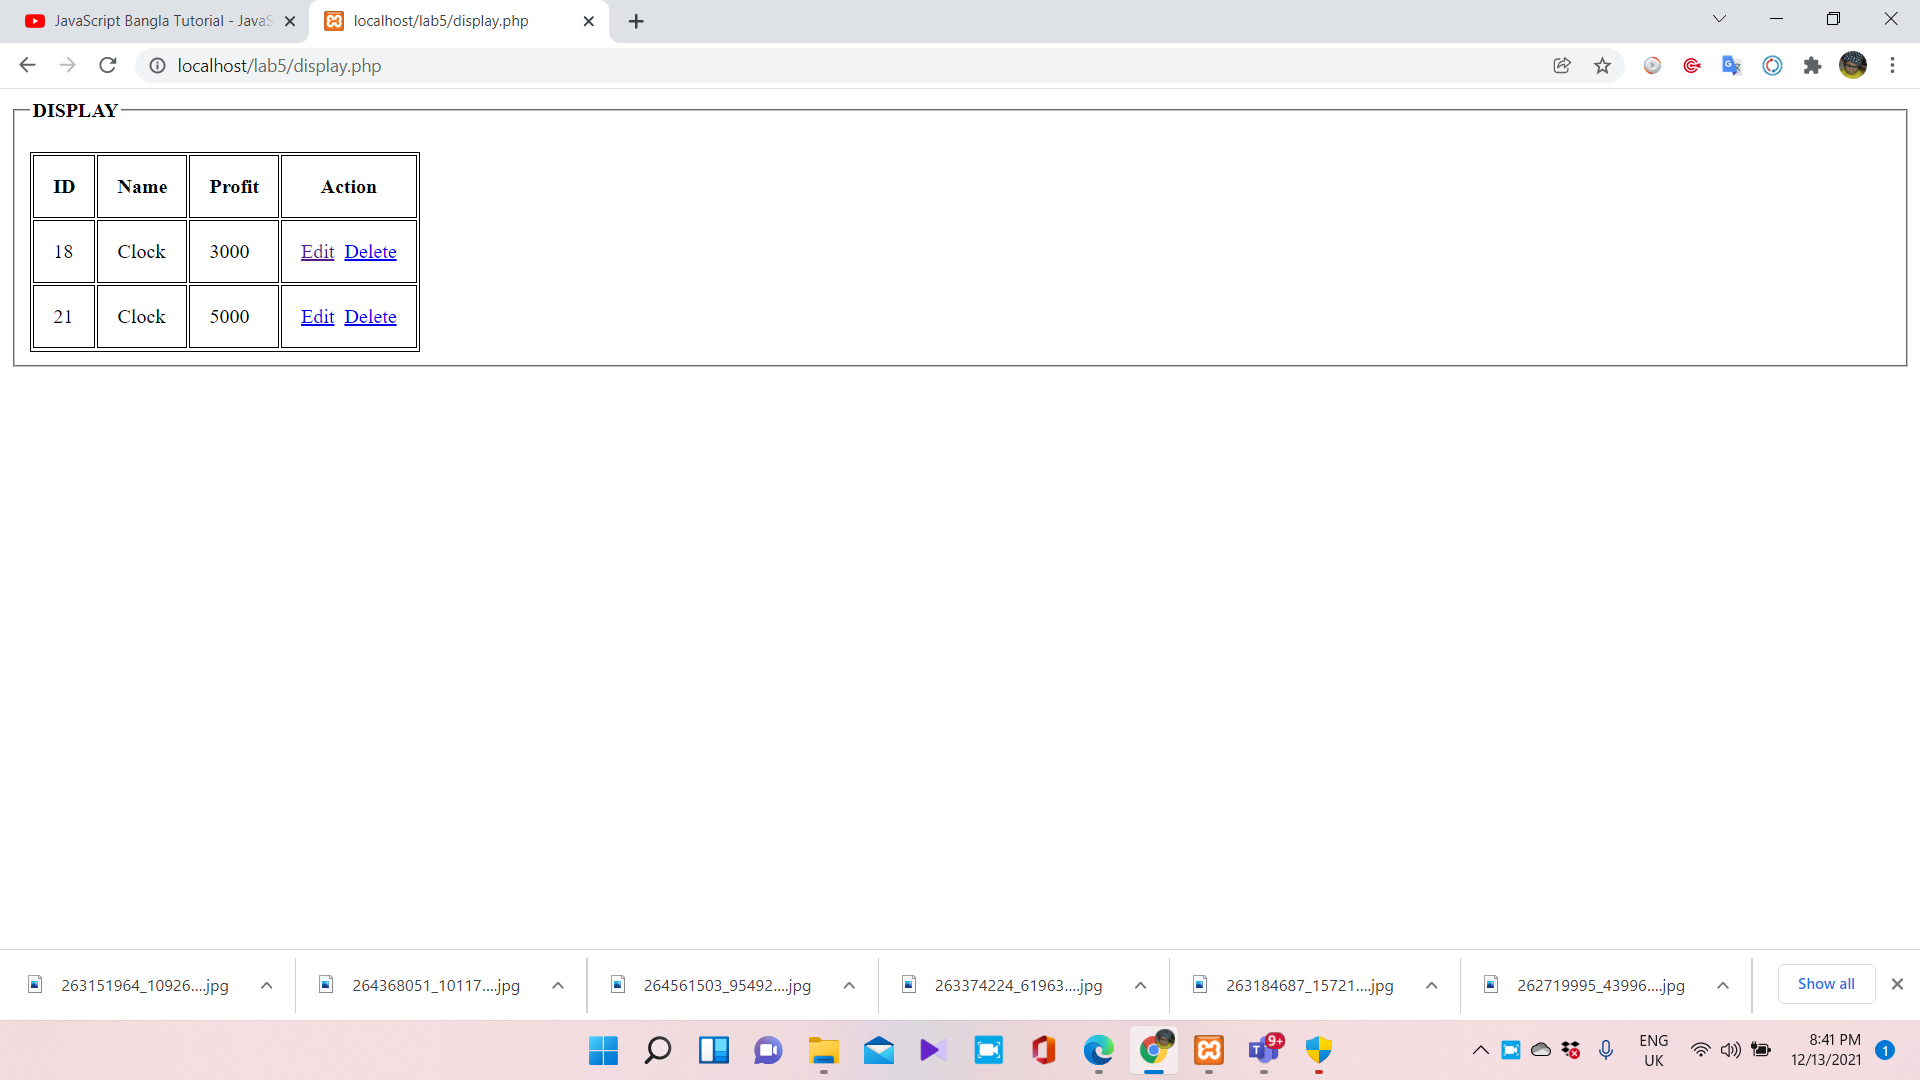 JavaScript Bangla Tutorial - JavaS
localhost/lab5/display.php
localhost/lab5/display.php
DISPLAY
ID Name Profit Action
18 Clock 3000 Edit Delete
21 Clock 5000 Edit Delete
263151964_10926....jpg 264368051_10117....jpg 264561503_95492....jpg 263374224_61963....jpg 263184687_15721....jpg 262719995_43996....jpg Show all
9+
ENG
UK
8:41 PM
12/13/2021
1